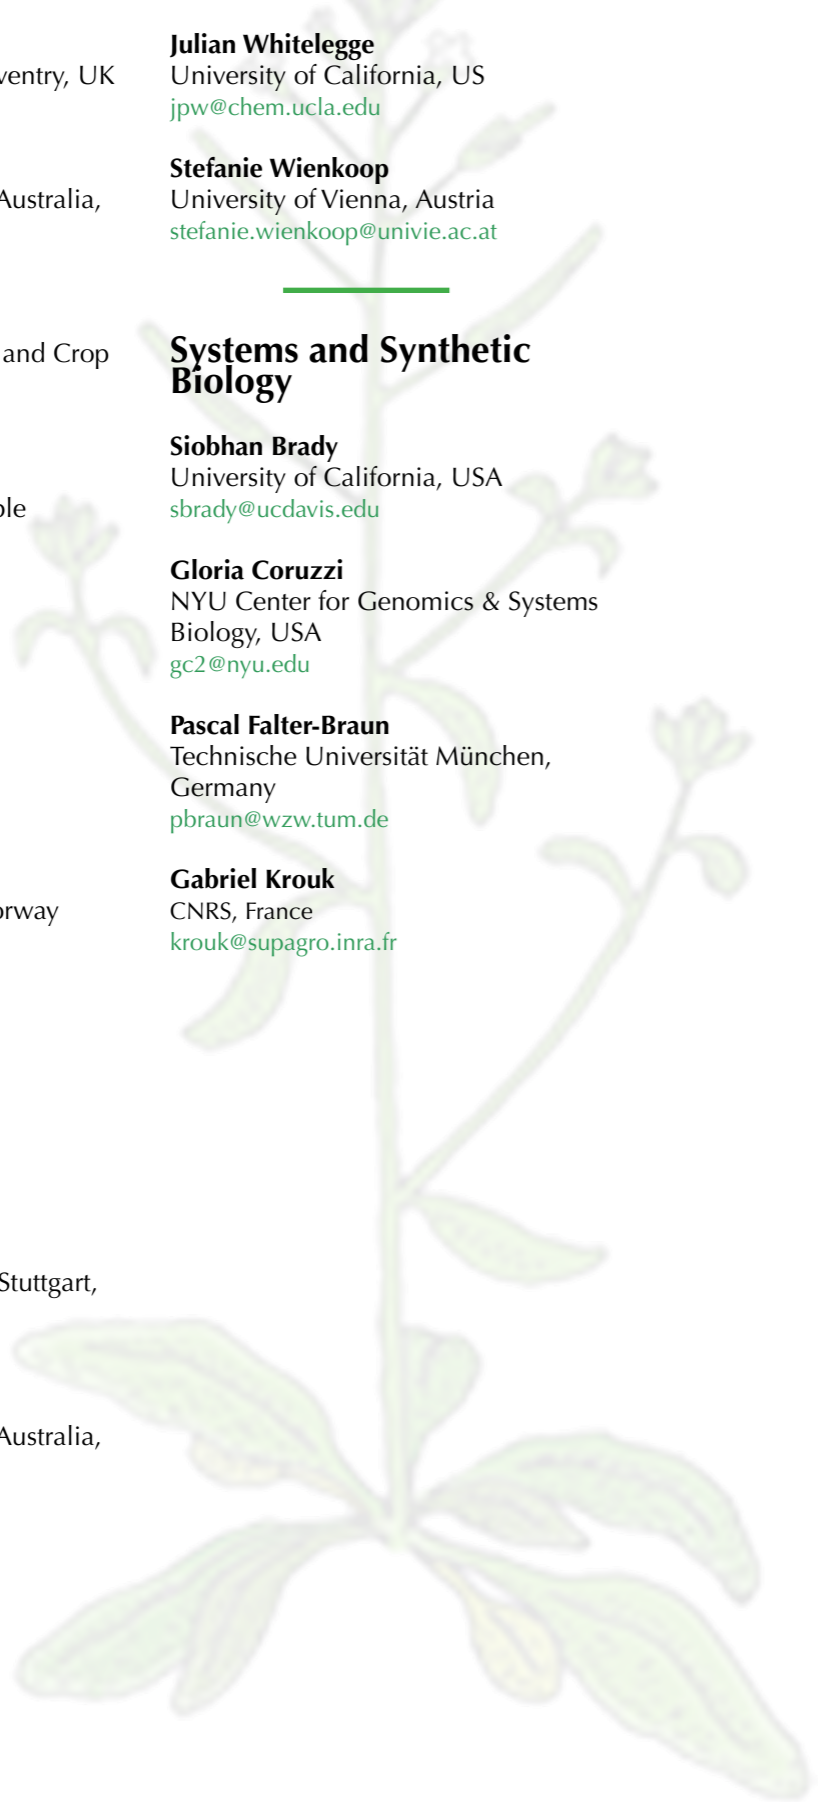 ventry, UK
Australia,
and Crop
ole
orway
Stuttgart,
Australia,
Julian Whitelegge
University of California, US
jpw@chem.ucla.edu
Stefanie Wienkoop
University of Vienna, Austria
stefanie.wienkoop@univie.ac.at
Systems and Synthetic
Biology
Siobhan Brady
University of California, USA
sbrady@ucdavis.edu
Gloria Coruzzi
NYU Center for Genomics & Systems
Biology, USA
gc2@nyu.edu
Pascal Falter-Braun
Technische Universität München,
Germany
pbraun@wzw.tum.de
Gabriel Krouk
CNRS, France
krouk@supagro.inra.fr